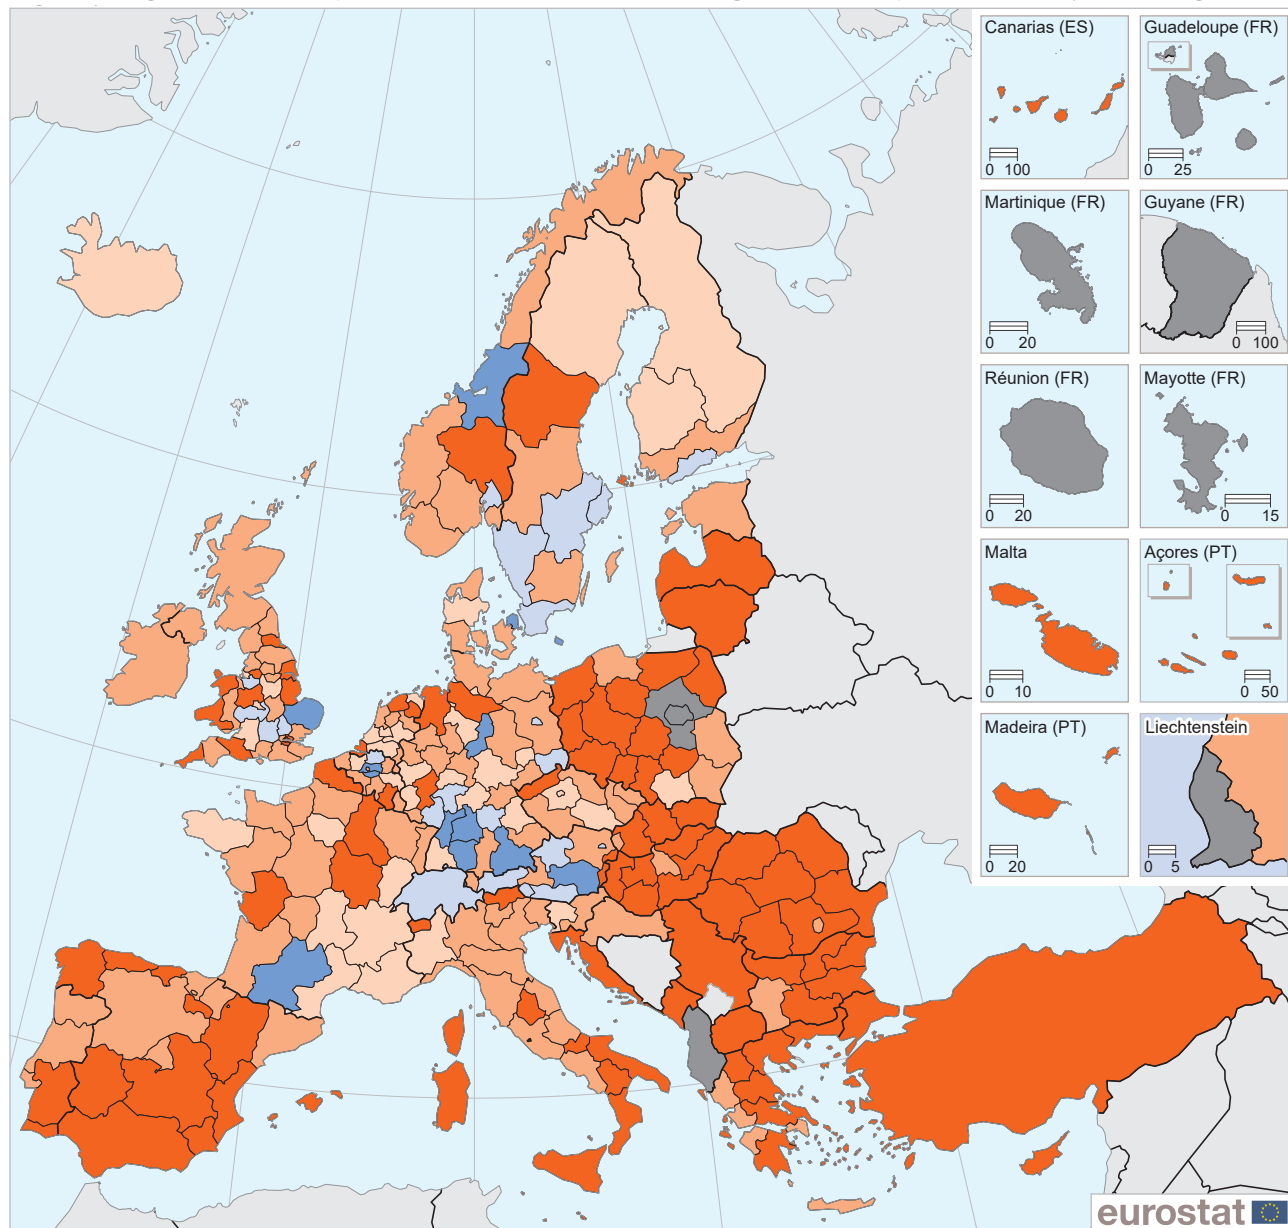 Canarias (ES)
0 100
Guadeloupe (FR)
0 25
Martinique (FR)
0 20
Guyane (FR)
0 100
Réunion (FR)
0 20
Mayotte (FR)
0 15
Malta
0 10
Açores (PT)
0 50
Madeira (PT)
0 20
Liechtenstein
0 5
eurostat